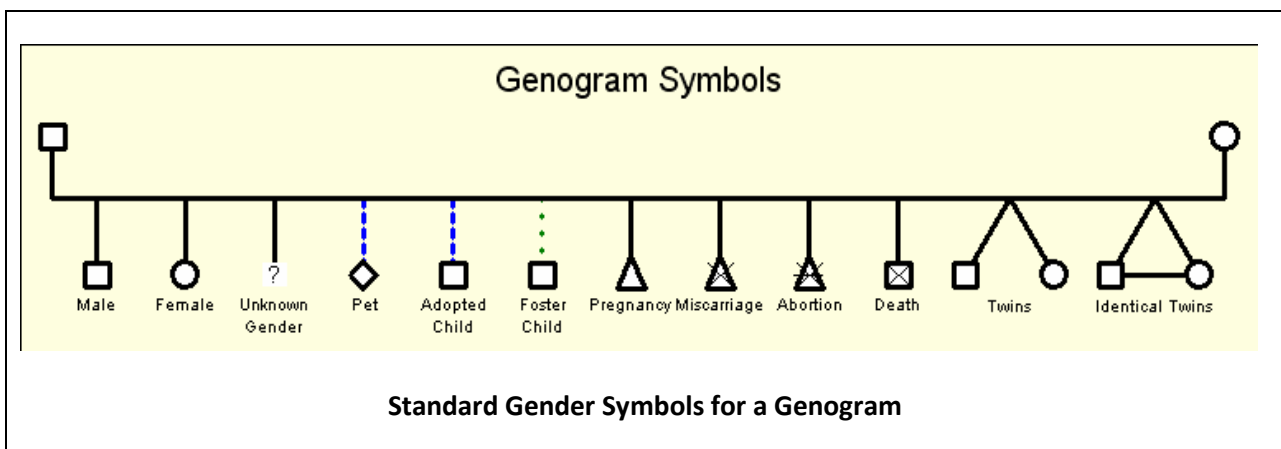 Genogram Symbols
?
Male Female Unknown Pet Adopted Foster Pregnancy Miscarriage Abortion Death Twins Identical Twins
Gender Child Child
Standard Gender Symbols for a Genogram